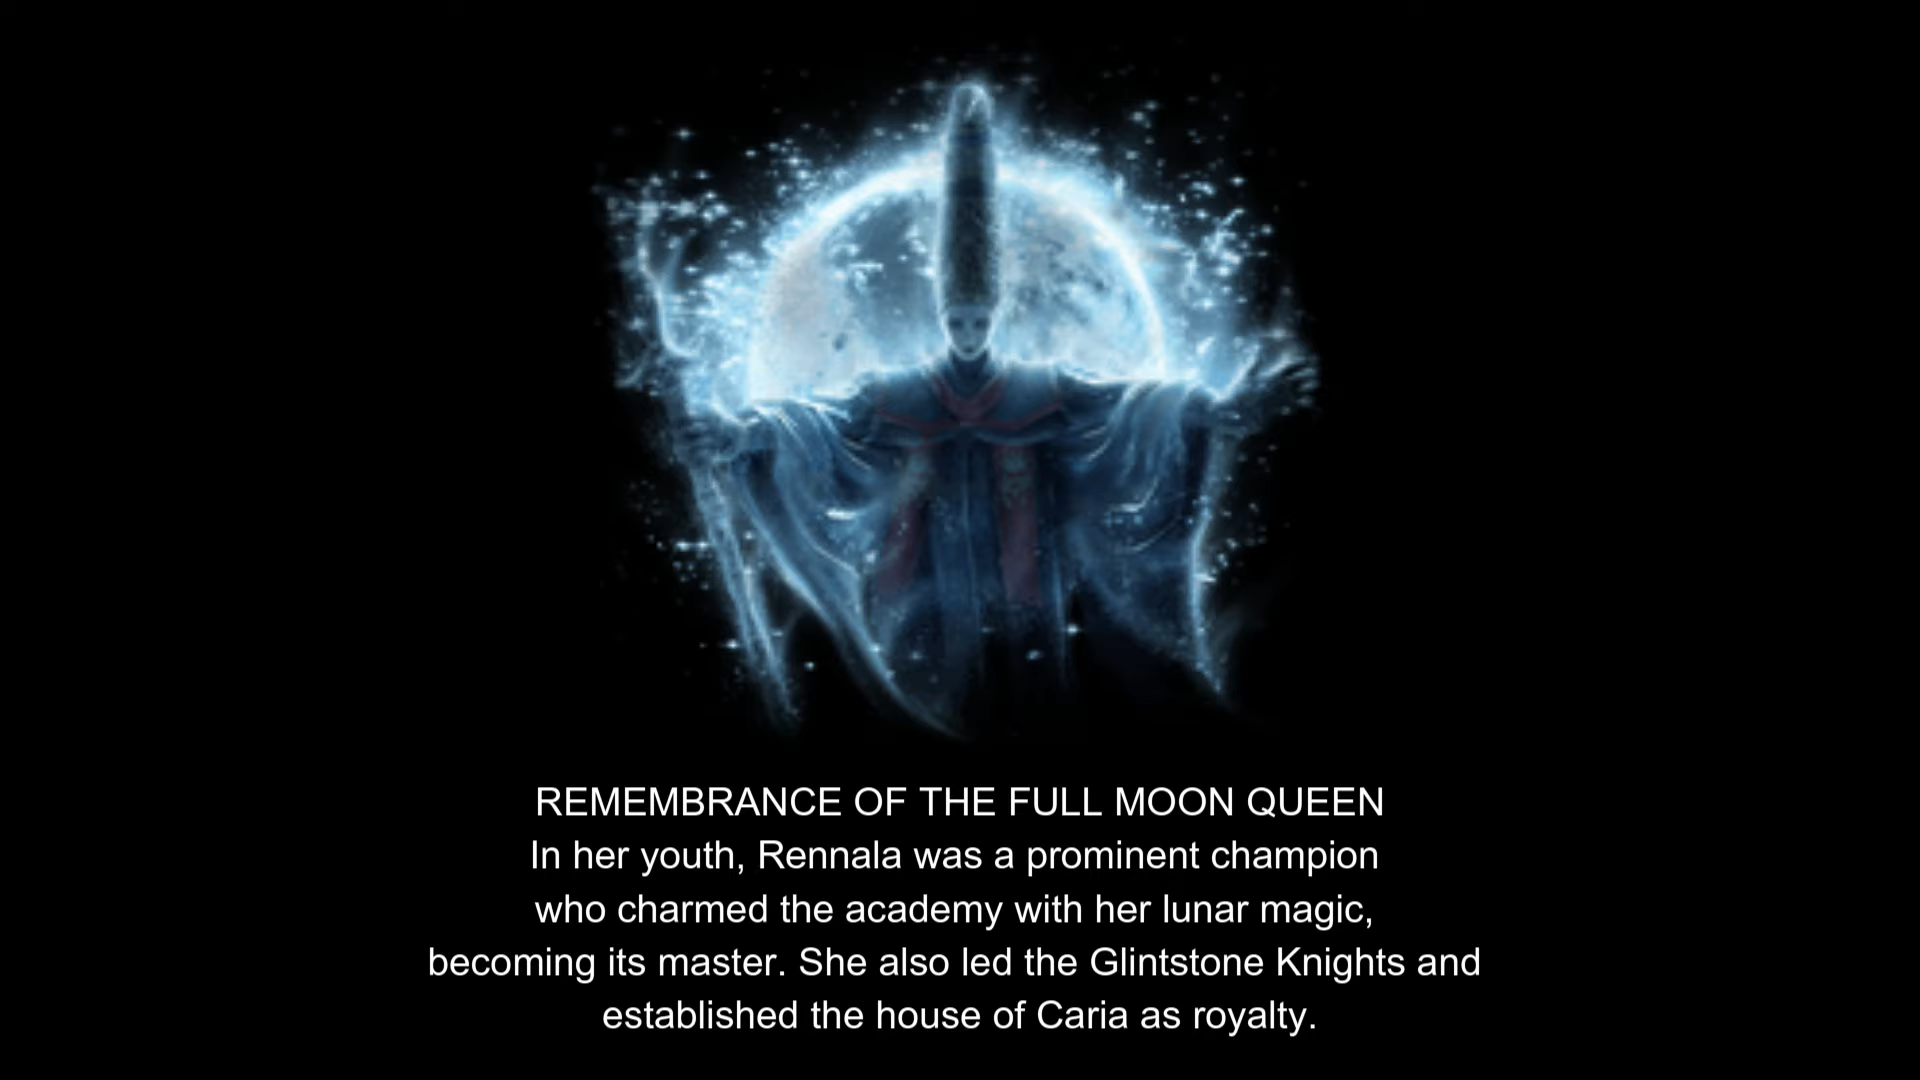 REMEMBRANCE OF THE FULL MOON QUEEN
In her youth, Rennala was a prominent champion
who charmed the academy with her lunar magic,
becoming its master. She also led the Glintstone Knights and
established the house of Caria as royalty.